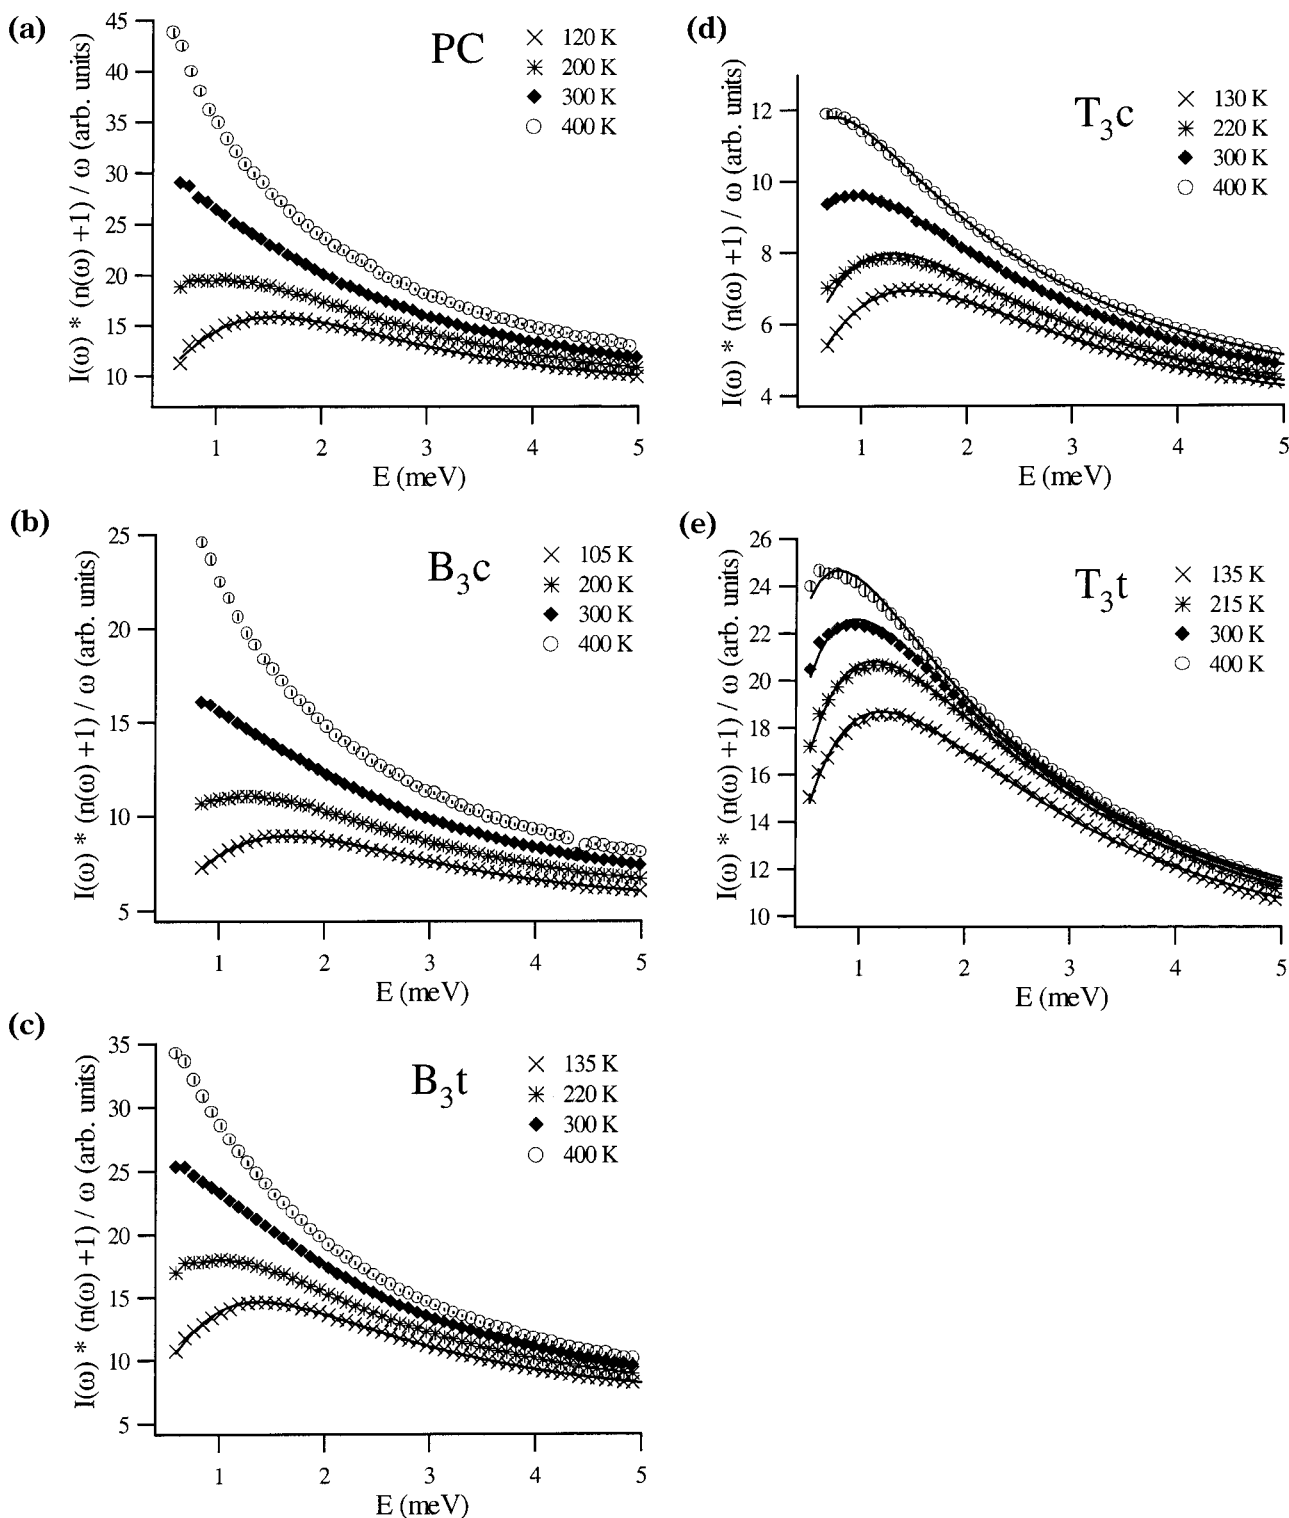 (a)
PC
120 K
200 K
300 K
400 K
I(ω) * (n(ω) +1) / ω (arb. units)
45
40
35
30
25
20
15
10
1 2 3 4 5
E (meV)
(b)
B₃c
105 K
200 K
300 K
400 K
I(ω) * (n(ω) +1) / ω (arb. units)
25
20
15
10
5
1 2 3 4 5
E (meV)
(c)
B₃t
135 K
220 K
300 K
400 K
I(ω) * (n(ω) +1) / ω (arb. units)
35
30
25
20
15
10
5
1 2 3 4 5
E (meV)
(d)
T₃c
130 K
220 K
300 K
400 K
I(ω) * (n(ω) +1) / ω (arb. units)
12
10
8
6
4
1 2 3 4 5
E (meV)
(e)
T₃t
135 K
215 K
300 K
400 K
I(ω) * (n(ω) +1) / ω (arb. units)
26
24
22
20
18
16
14
12
10
1 2 3 4 5
E (meV)